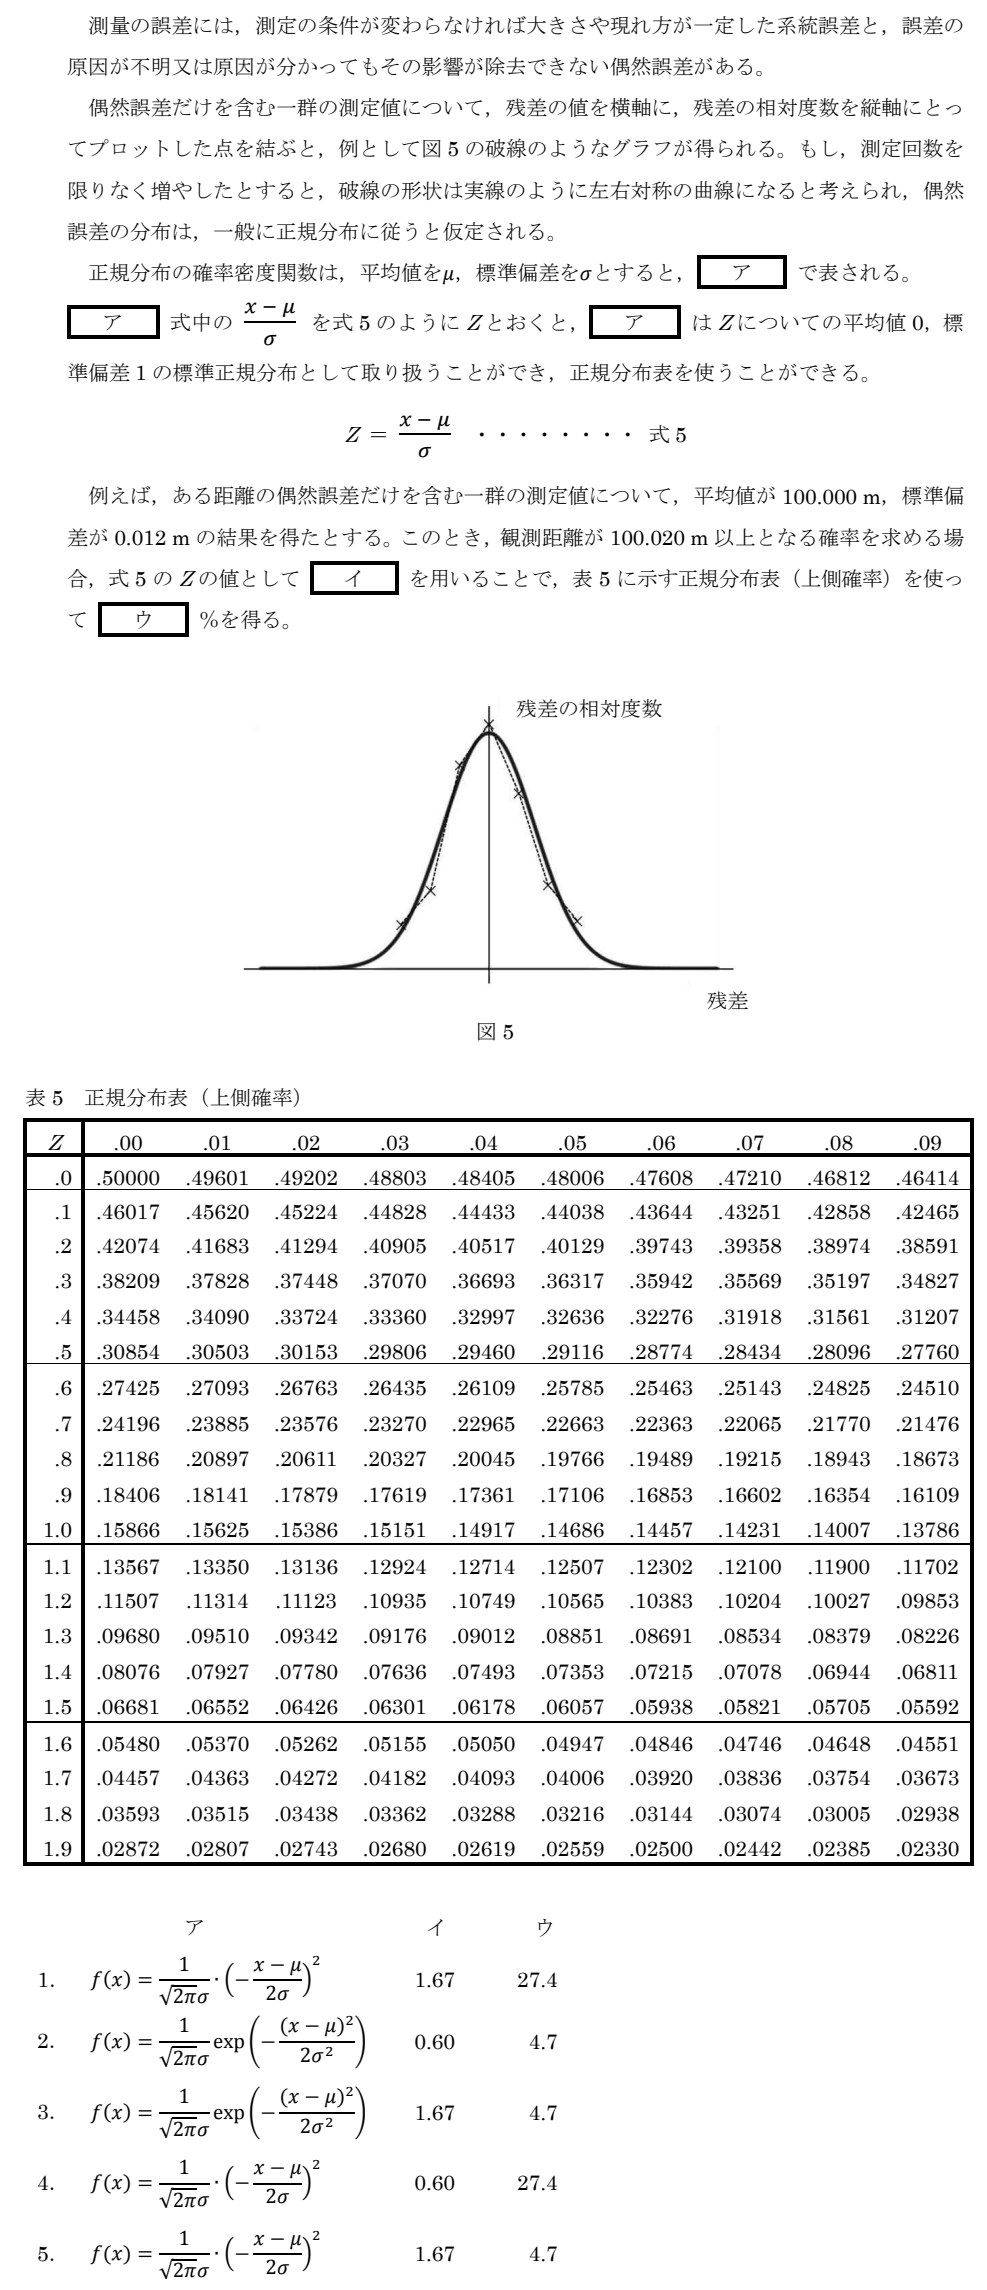 測量の誤差には，測定の条件が変わらなければ大きさや現れ方が一定した系統誤差と，誤差の
原因が不明又は原因が分かってもその影響が除去できない偶然誤差がある。
偶然誤差だけを含む一群の測定値について，残差の値を横軸に，残差の相対度数を縦軸にとっ
てプロットした点を結ぶと，例として図 5 の破線のようなグラフが得られる。もし，測定回数を
限りなく増やしたとすると，破線の形状は実線のように左右対称の曲線になると考えられ，偶然
誤差の分布は，一般に正規分布に従うと仮定される。
正規分布の確率密度関数は，平均値をμ，標準偏差をσとすると， ア で表される。
ア 式中の (x − μ)/σ を式 5 のように Z とおくと， ア は Z についての平均値 0，標
準偏差 1 の標準正規分布として取り扱うことができ，正規分布表を使うことができる。
Z = (x − μ)/σ ・・・・・・・・ 式 5
例えば，ある距離の偶然誤差だけを含む一群の測定値について，平均値が 100.000 m，標準偏
差が 0.012 m の結果を得たとする。このとき，観測距離が 100.020 m 以上となる確率を求める場
合，式 5 の Z の値として イ を用いることで，表 5 に示す正規分布表（上側確率）を使っ
て ウ ％を得る。
残差の相対度数
残差
図 5
表 5　正規分布表（上側確率）
Z .00 .01 .02 .03 .04 .05 .06 .07 .08 .09
.0 .50000 .49601 .49202 .48803 .48405 .48006 .47608 .47210 .46812 .46414
.1 .46017 .45620 .45224 .44828 .44433 .44038 .43644 .43251 .42858 .42465
.2 .42074 .41683 .41294 .40905 .40517 .40129 .39743 .39358 .38974 .38591
.3 .38209 .37828 .37448 .37070 .36693 .36317 .35942 .35569 .35197 .34827
.4 .34458 .34090 .33724 .33360 .32997 .32636 .32276 .31918 .31561 .31207
.5 .30854 .30503 .30153 .29806 .29460 .29116 .28774 .28434 .28096 .27760
.6 .27425 .27093 .26763 .26435 .26109 .25785 .25463 .25143 .24825 .24510
.7 .24196 .23885 .23576 .23270 .22965 .22663 .22363 .22065 .21770 .21476
.8 .21186 .20897 .20611 .20327 .20045 .19766 .19489 .19215 .18943 .18673
.9 .18406 .18141 .17879 .17619 .17361 .17106 .16853 .16602 .16354 .16109
1.0 .15866 .15625 .15386 .15151 .14917 .14686 .14457 .14231 .14007 .13786
1.1 .13567 .13350 .13136 .12924 .12714 .12507 .12302 .12100 .11900 .11702
1.2 .11507 .11314 .11123 .10935 .10749 .10565 .10383 .10204 .10027 .09853
1.3 .09680 .09510 .09342 .09176 .09012 .08851 .08691 .08534 .08379 .08226
1.4 .08076 .07927 .07780 .07636 .07493 .07353 .07215 .07078 .06944 .06811
1.5 .06681 .06552 .06426 .06301 .06178 .06057 .05938 .05821 .05705 .05592
1.6 .05480 .05370 .05262 .05155 .05050 .04947 .04846 .04746 .04648 .04551
1.7 .04457 .04363 .04272 .04182 .04093 .04006 .03920 .03836 .03754 .03673
1.8 .03593 .03515 .03438 .03362 .03288 .03216 .03144 .03074 .03005 .02938
1.9 .02872 .02807 .02743 .02680 .02619 .02559 .02500 .02442 .02385 .02330
ア イ ウ
1. f(x) = 1/(√2π σ) · (−(x − μ)/2σ)² 1.67 27.4
2. f(x) = 1/(√2π σ) exp(−(x − μ)²/2σ²) 0.60 4.7
3. f(x) = 1/(√2π σ) exp(−(x − μ)²/2σ²) 1.67 4.7
4. f(x) = 1/(√2π σ) · (−(x − μ)/2σ)² 0.60 27.4
5. f(x) = 1/(√2π σ) · (−(x − μ)/2σ)² 1.67 4.7